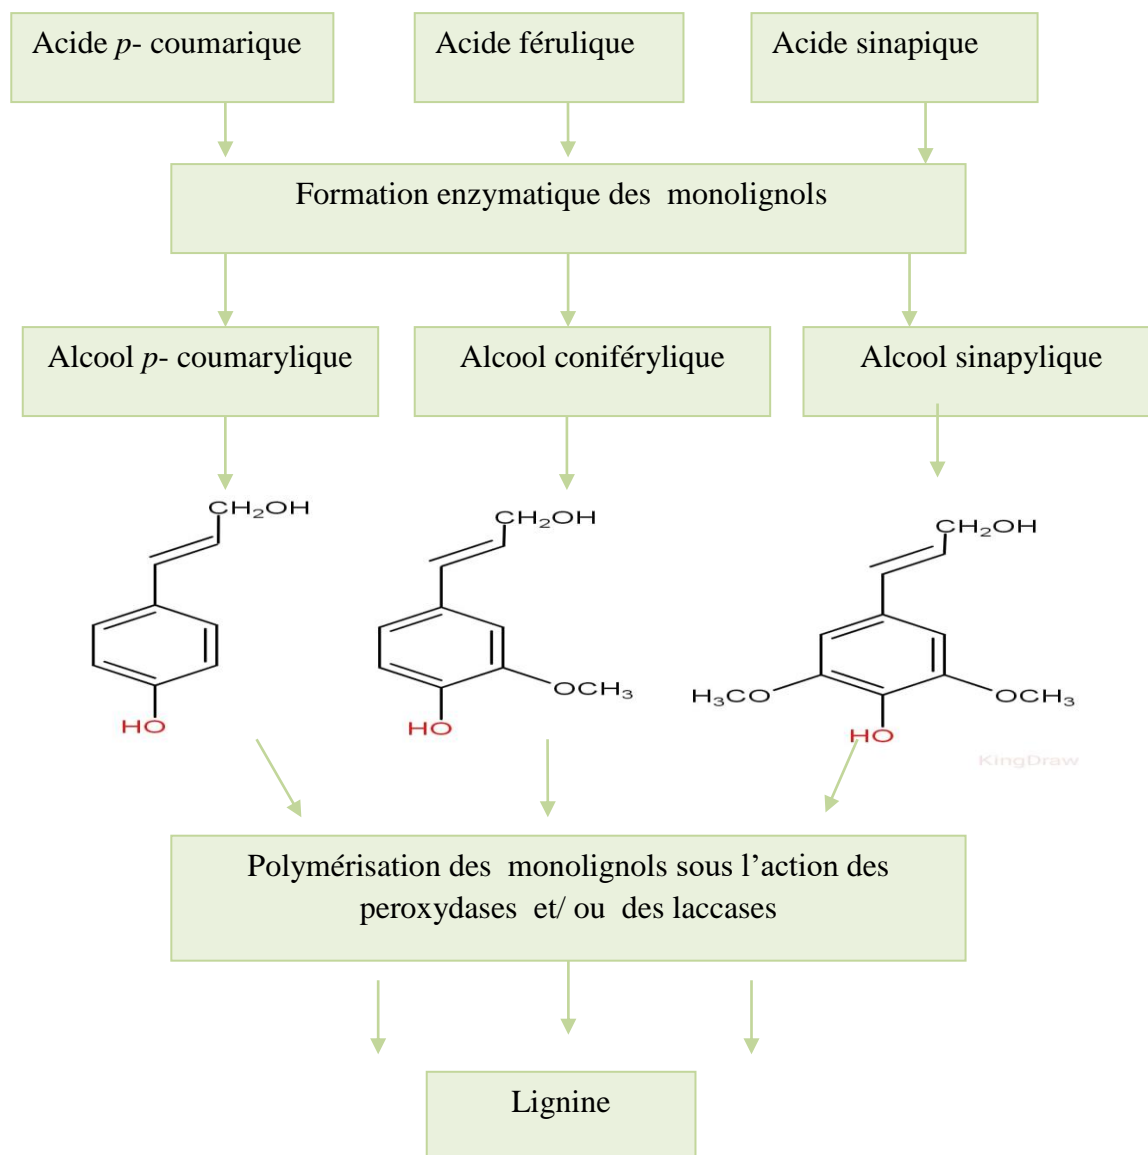 Acide p- coumarique
Acide férulique
Acide sinapique
Formation enzymatique des  monolignols
Alcool p- coumarylique
Alcool coniférylique
Alcool sinapylique
CH₂OH
HO
CH₂OH
OCH₃
HO
CH₂OH
H₃CO
OCH₃
HO
KingDraw
Polymérisation des  monolignols sous l’action des
peroxydases  et/ ou  des laccases
Lignine